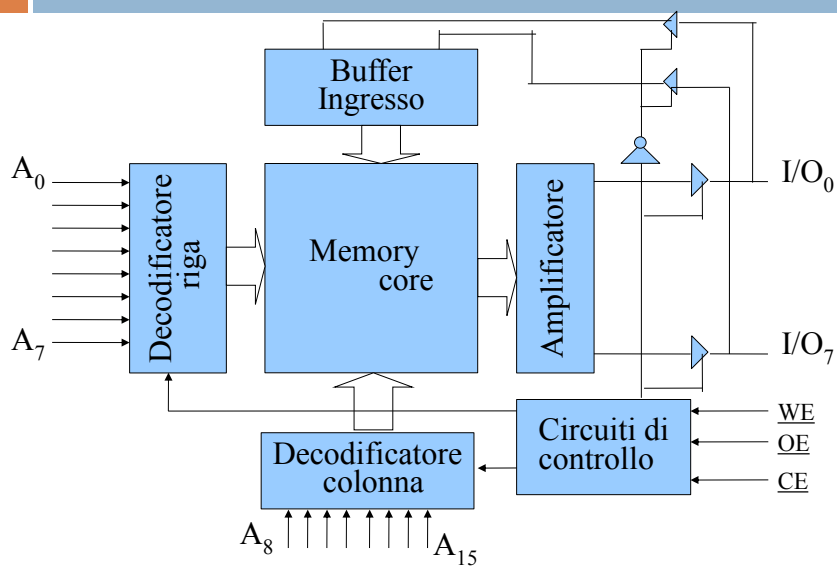 Buffer
Ingresso
A0
A7
Decodificatore
riga
Memory
core
Amplificatore
I/O0
I/O7
Decodificatore
colonna
A8
A15
Circuiti di
controllo
WE
OE
CE